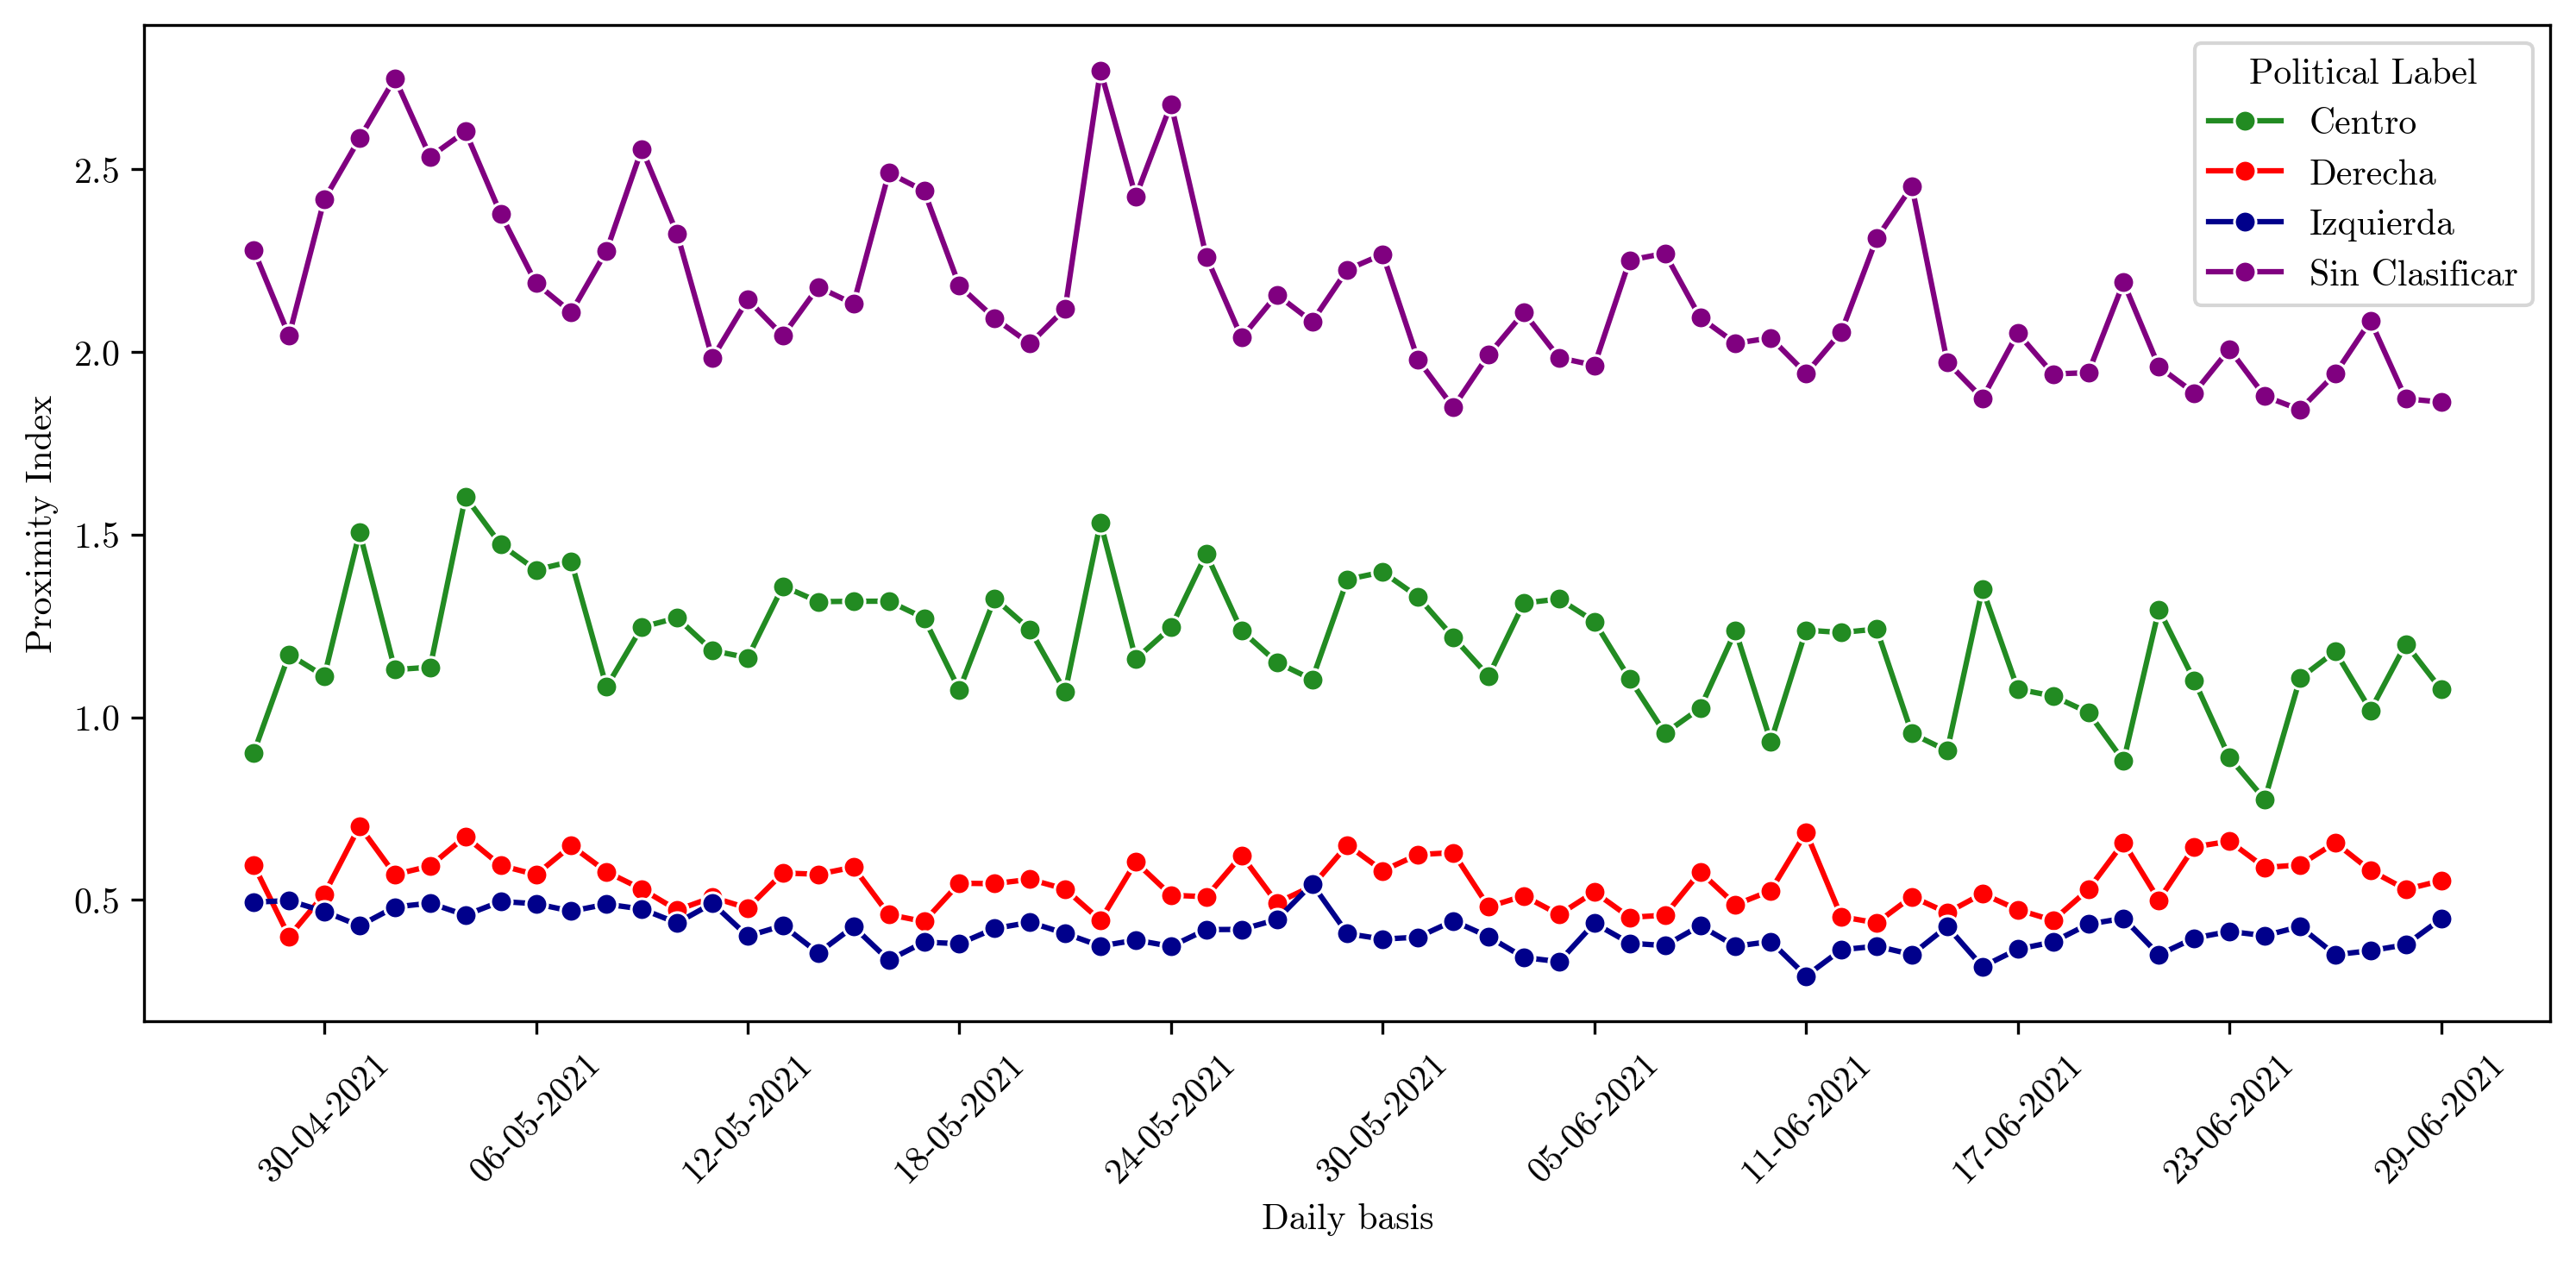 Political Label
Centro
Derecha
Izquierda
Sin Clasificar
Proximity Index
2.5
2.0
1.5
1.0
0.5
30-04-2021
06-05-2021
12-05-2021
18-05-2021
24-05-2021
30-05-2021
05-06-2021
11-06-2021
17-06-2021
23-06-2021
29-06-2021
Daily basis